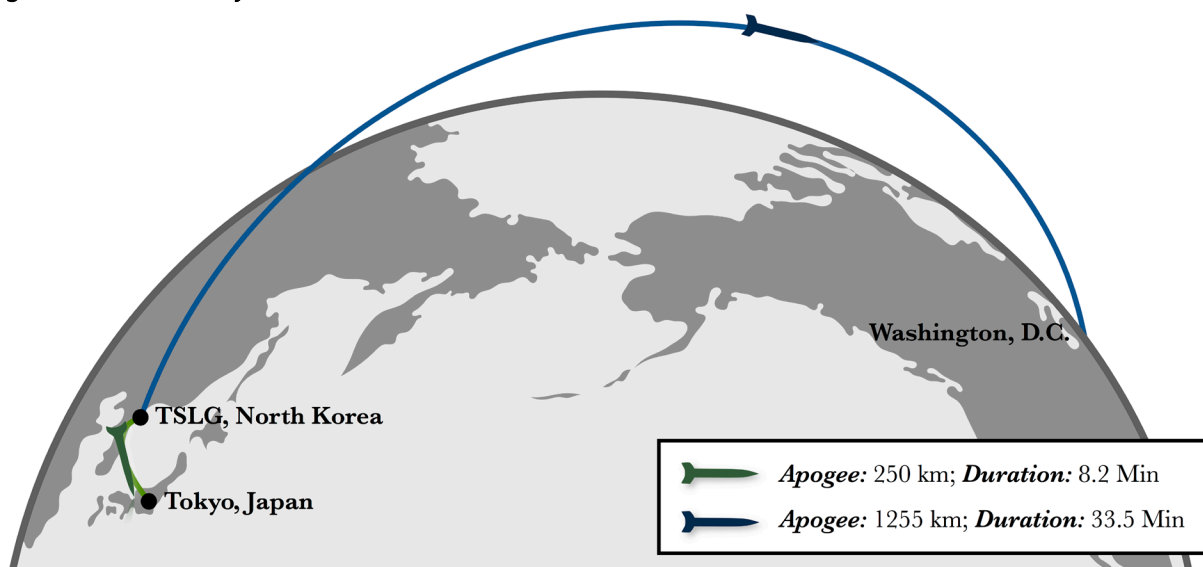 Washington, D.C.
TSLG, North Korea
Tokyo, Japan
Apogee: 250 km; Duration: 8.2 Min
Apogee: 1255 km; Duration: 33.5 Min